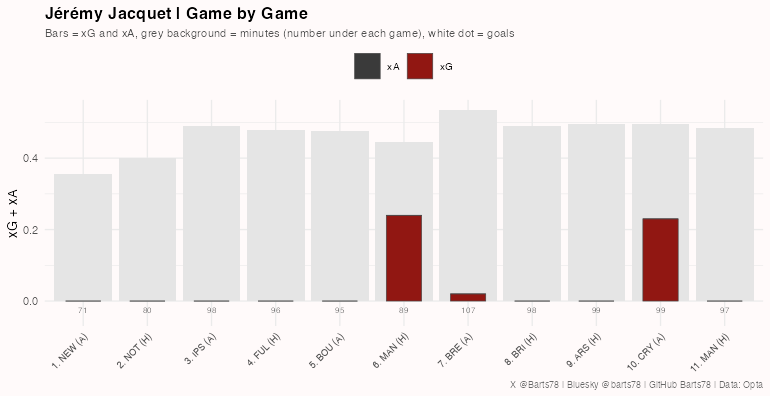 Jérémy Jacquet | Game by Game
Bars = xG and xA, grey background = minutes (number under each game), white dot = goals
xA xG
xG + xA
0.4
0.2
0.0
71 80 98 96 95 89 107 98 99 99 97
1. NEW (A)
2. NOT (H)
3. IPS (A)
4. FUL (H)
5. BOU (A)
6. MAN (H)
7. BRE (A)
8. BRI (H)
9. ARS (H)
10. CRY (A)
11. MAN (H)
X @Barts78 | Bluesky @barts78 | GitHub Barts78 | Data: Opta